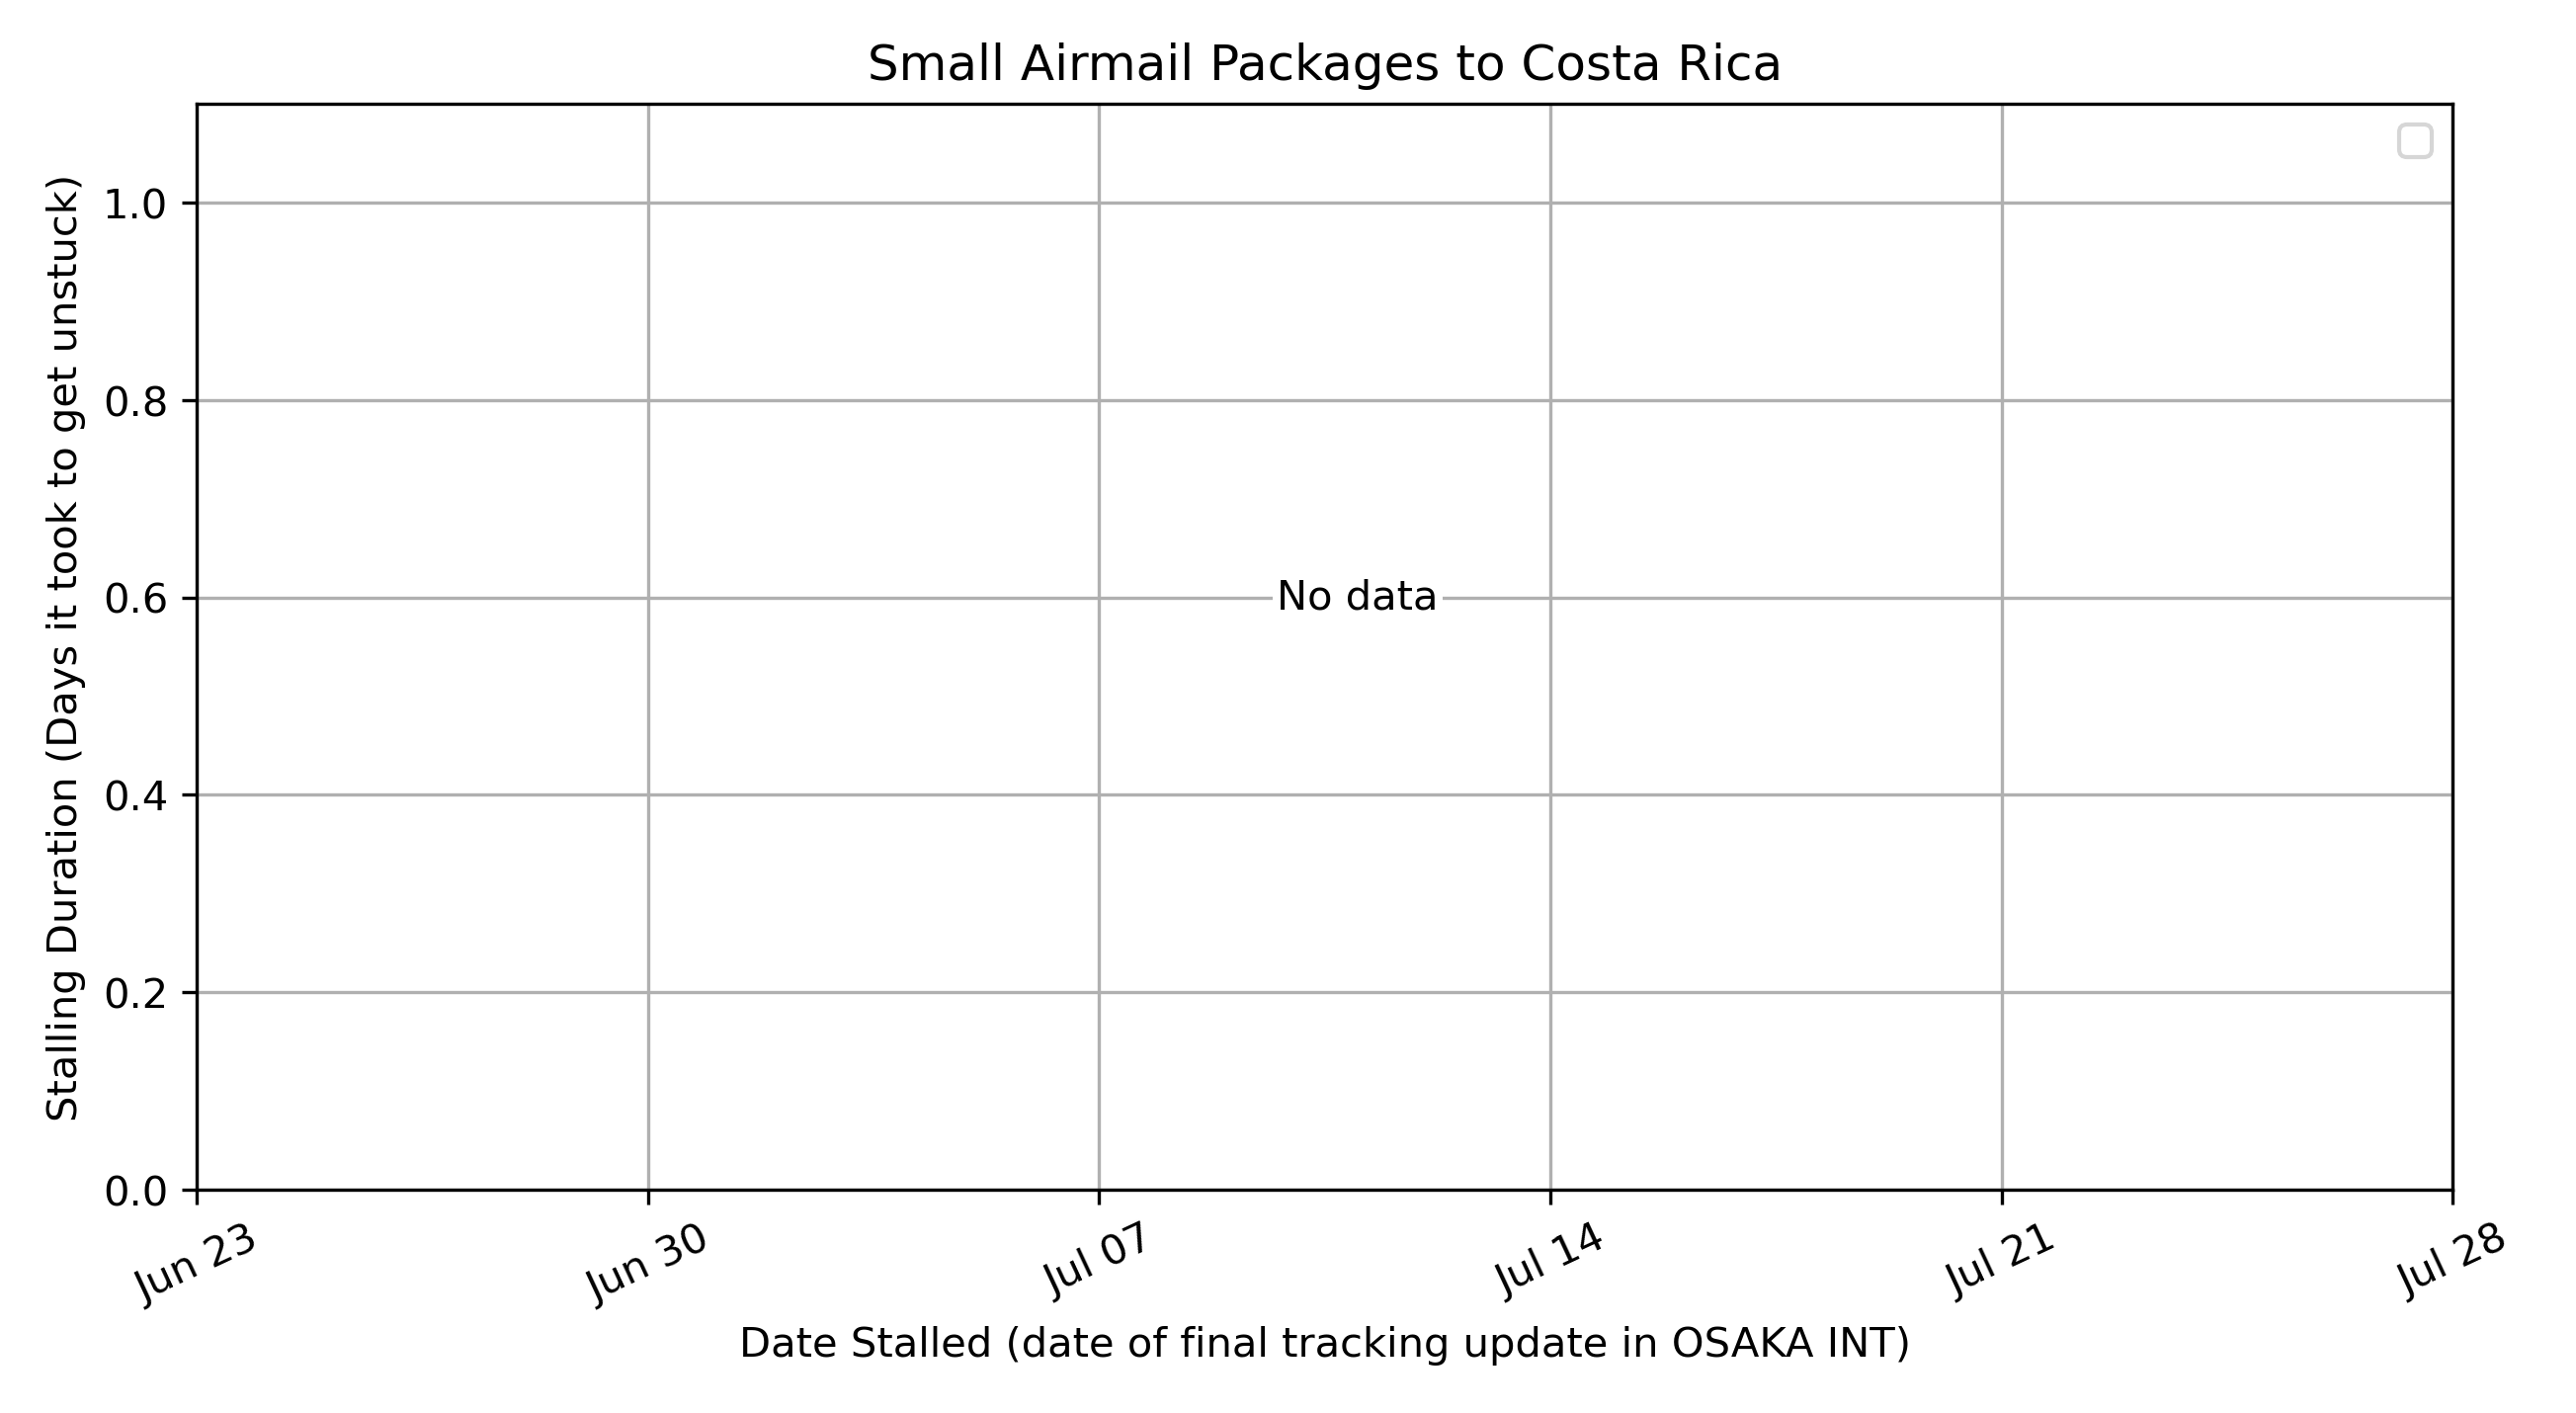 Small Airmail Packages to Costa Rica
Stalling Duration (Days it took to get unstuck)
1.0
0.8
0.6
0.4
0.2
0.0
No data
Jun 23
Jun 30
Jul 07
Jul 14
Jul 21
Jul 28
Date Stalled (date of final tracking update in OSAKA INT)